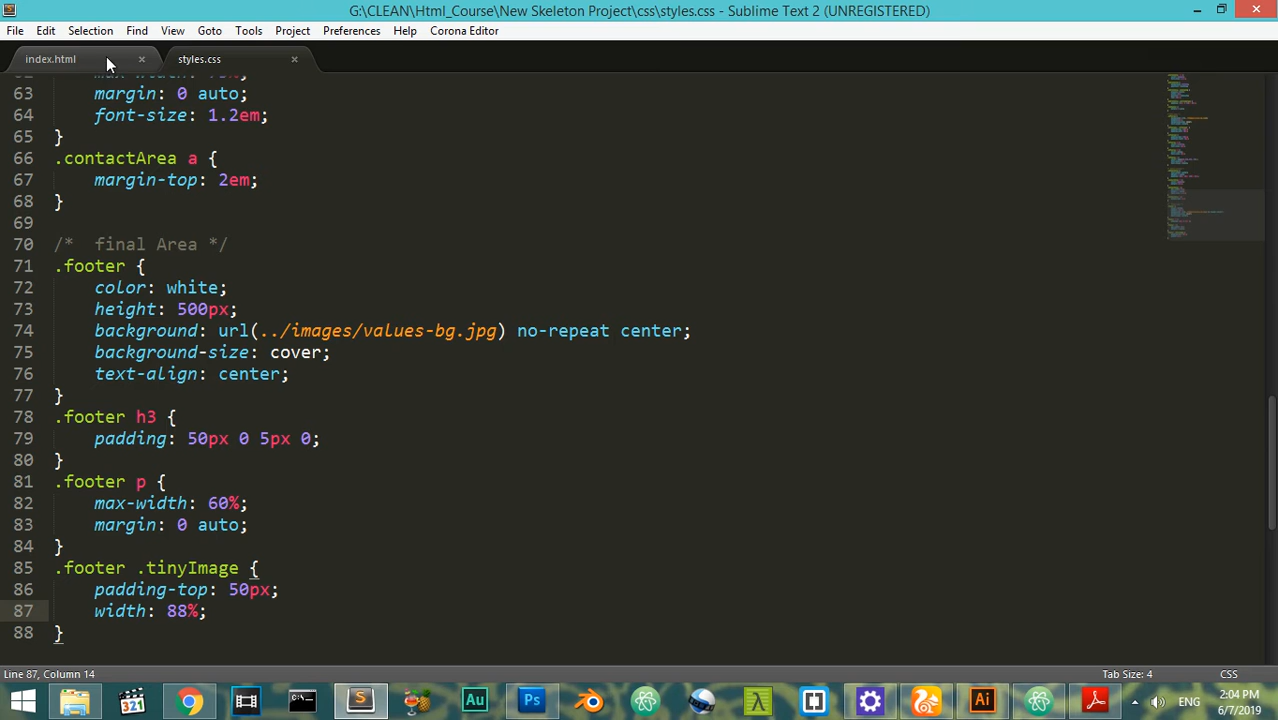 G:\CLEAN\Html_Course\New Skeleton Project\css\styles.css - Sublime Text 2 (UNREGISTERED)
File Edit Selection Find View Goto Tools Project Preferences Help Corona Editor
index.html × styles.css ×
63 margin: 0 auto;
64 font-size: 1.2em;
65 }
66 .contactArea a {
67 margin-top: 2em;
68 }
69
70 /*  final Area */
71 .footer {
72 color: white;
73 height: 500px;
74 background: url(../images/values-bg.jpg) no-repeat center;
75 background-size: cover;
76 text-align: center;
77 }
78 .footer h3 {
79 padding: 50px 0 5px 0;
80 }
81 .footer p {
82 max-width: 60%;
83 margin: 0 auto;
84 }
85 .footer .tinyImage {
86 padding-top: 50px;
87 width: 88%;
88 }
Line 87, Column 14 Tab Size: 4 CSS
321 Au Ps Ai ENG 2:04 PM
6/7/2019